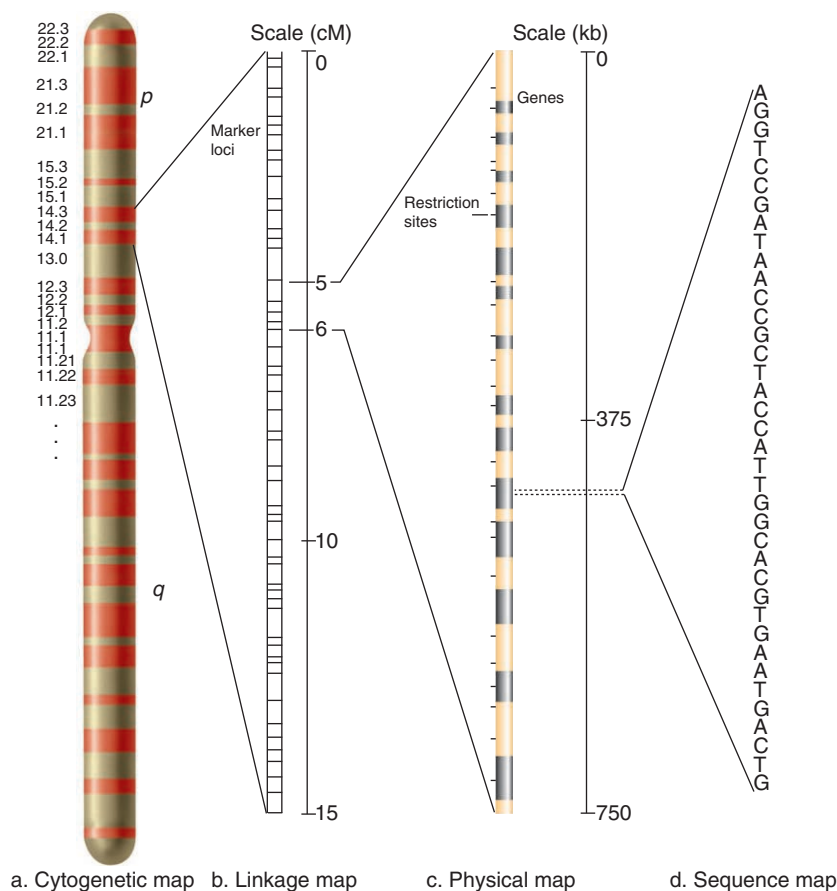 22.3
22.2
22.1
21.3
21.2
21.1
15.3
15.2
15.1
14.3
14.2
14.1
13.0
12.3
12.2
12.1
11.2
11.1
11.1
11.21
11.22
11.23
.
.
.
p
q
Scale (cM)
0
5
6
10
15
Marker
loci
Scale (kb)
0
375
750
Genes
Restriction
sites
A
G
G
T
C
C
G
A
T
A
A
C
C
G
C
T
A
C
C
A
T
T
G
G
C
A
C
G
T
G
A
A
T
G
A
C
T
G
a. Cytogenetic map
b. Linkage map
c. Physical map
d. Sequence map